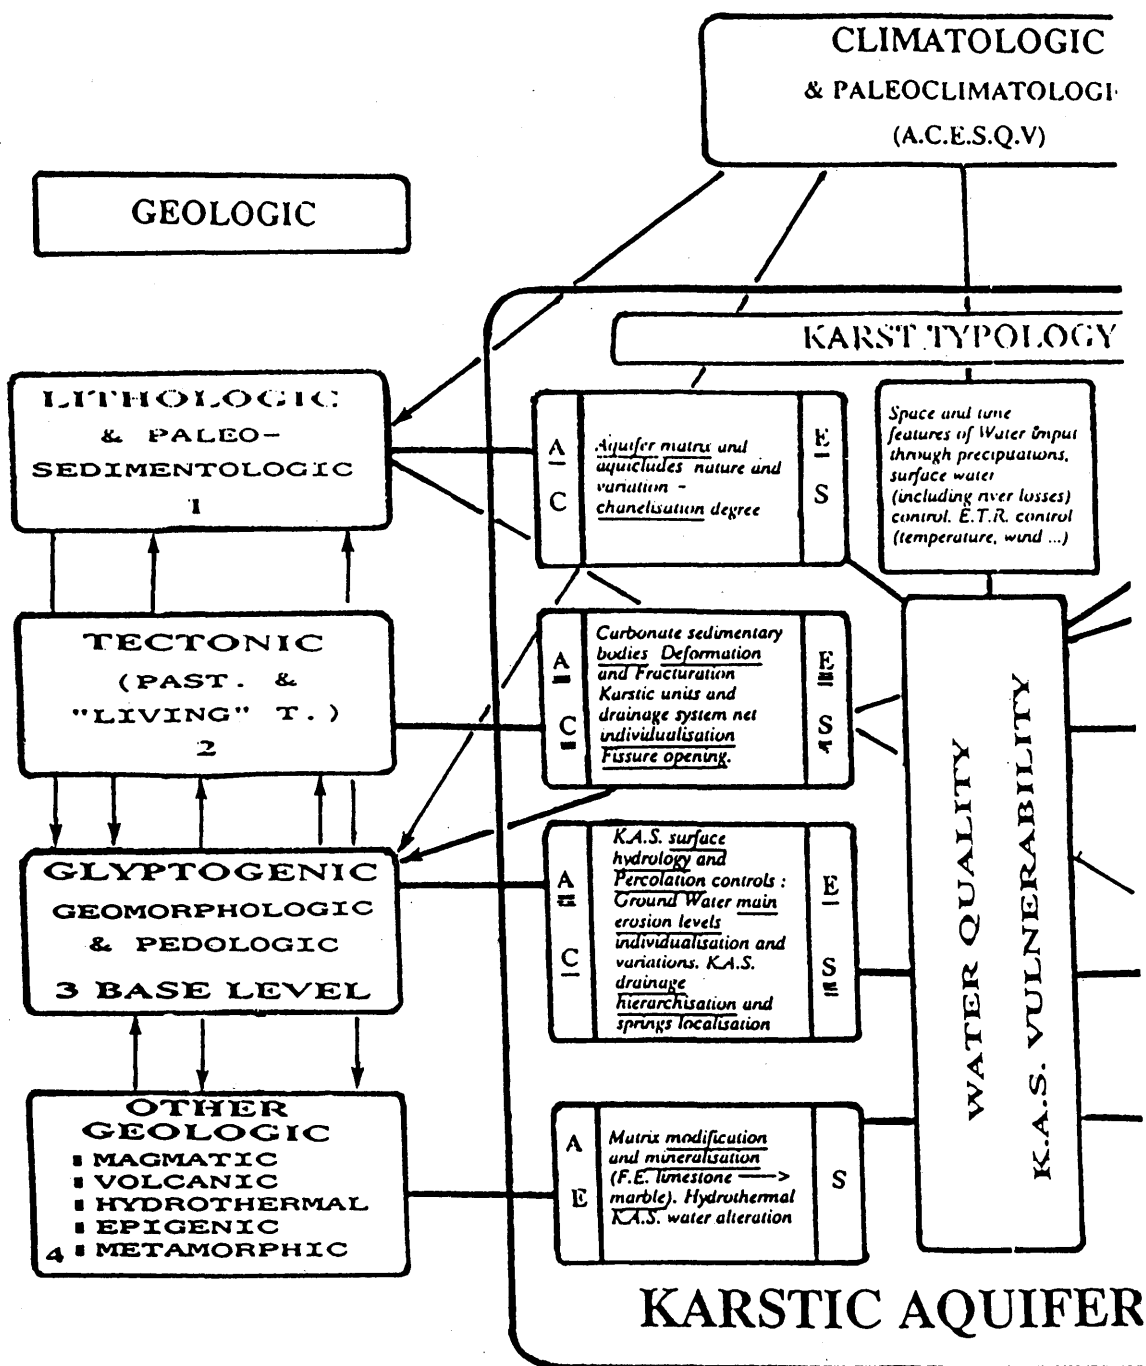 CLIMATOLOGIC
& PALEOCLIMATOLOGI
(A.C.E.S.Q.V)
GEOLOGIC
KARST TYPOLOGY
LITHOLOGIC
& PALEO-
SEDIMENTOLOGIC
1
A
C
Aquifer matrix and
aquicludes nature and
variation -
chanelisation degree
E
S
Space and time
features of Water input
through precipitations,
surface water
(including river losses)
control. E.T.R. control
(temperature, wind ...)
TECTONIC
(PAST. &
"LIVING" T.)
2
A
C
Carbonate sedimentary
bodies Deformation
and Fracturation
Karstic units and
drainage system net
individualisation
Fissure opening.
E
S
GLYPTOGENIC
GEOMORPHOLOGIC
& PEDOLOGIC
3 BASE LEVEL
A
C
K.A.S. surface
hydrology and
Percolation controls :
Ground Water main
erosion levels
individualisation and
variations. K.A.S.
drainage
hierarchisation and
springs localisation
E
S
WATER QUALITY
K.A.S. VULNERABILITY
OTHER
GEOLOGIC
MAGMATIC
VOLCANIC
HYDROTHERMAL
EPIGENIC
4 METAMORPHIC
A
E
Matrix modification
and mineralisation
(F.E. limestone --->
marble). Hydrothermal
K.A.S. water alteration
S
KARSTIC AQUIFER